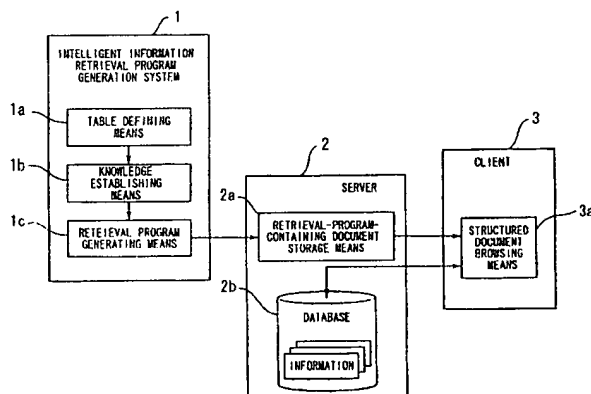 1
INTELLIGENT INFORMATION
RETRIEVAL PROGRAM
GENERATION SYSTEM
1a
TABLE DEFINING
MEANS
1b
KNOWLEDGE
ESTABLISHING
MEANS
1c
RETEIEVAL PROGRAM
GENERATING MEANS
2
SERVER
2a
RETRIEVAL-PROGRAM-
CONTAINING DOCUMENT
STORAGE MEANS
2b
DATABASE
INFORMATION
3
CLIENT
3a
STRUCTURED
DOCUMENT
BROWSING
MEANS